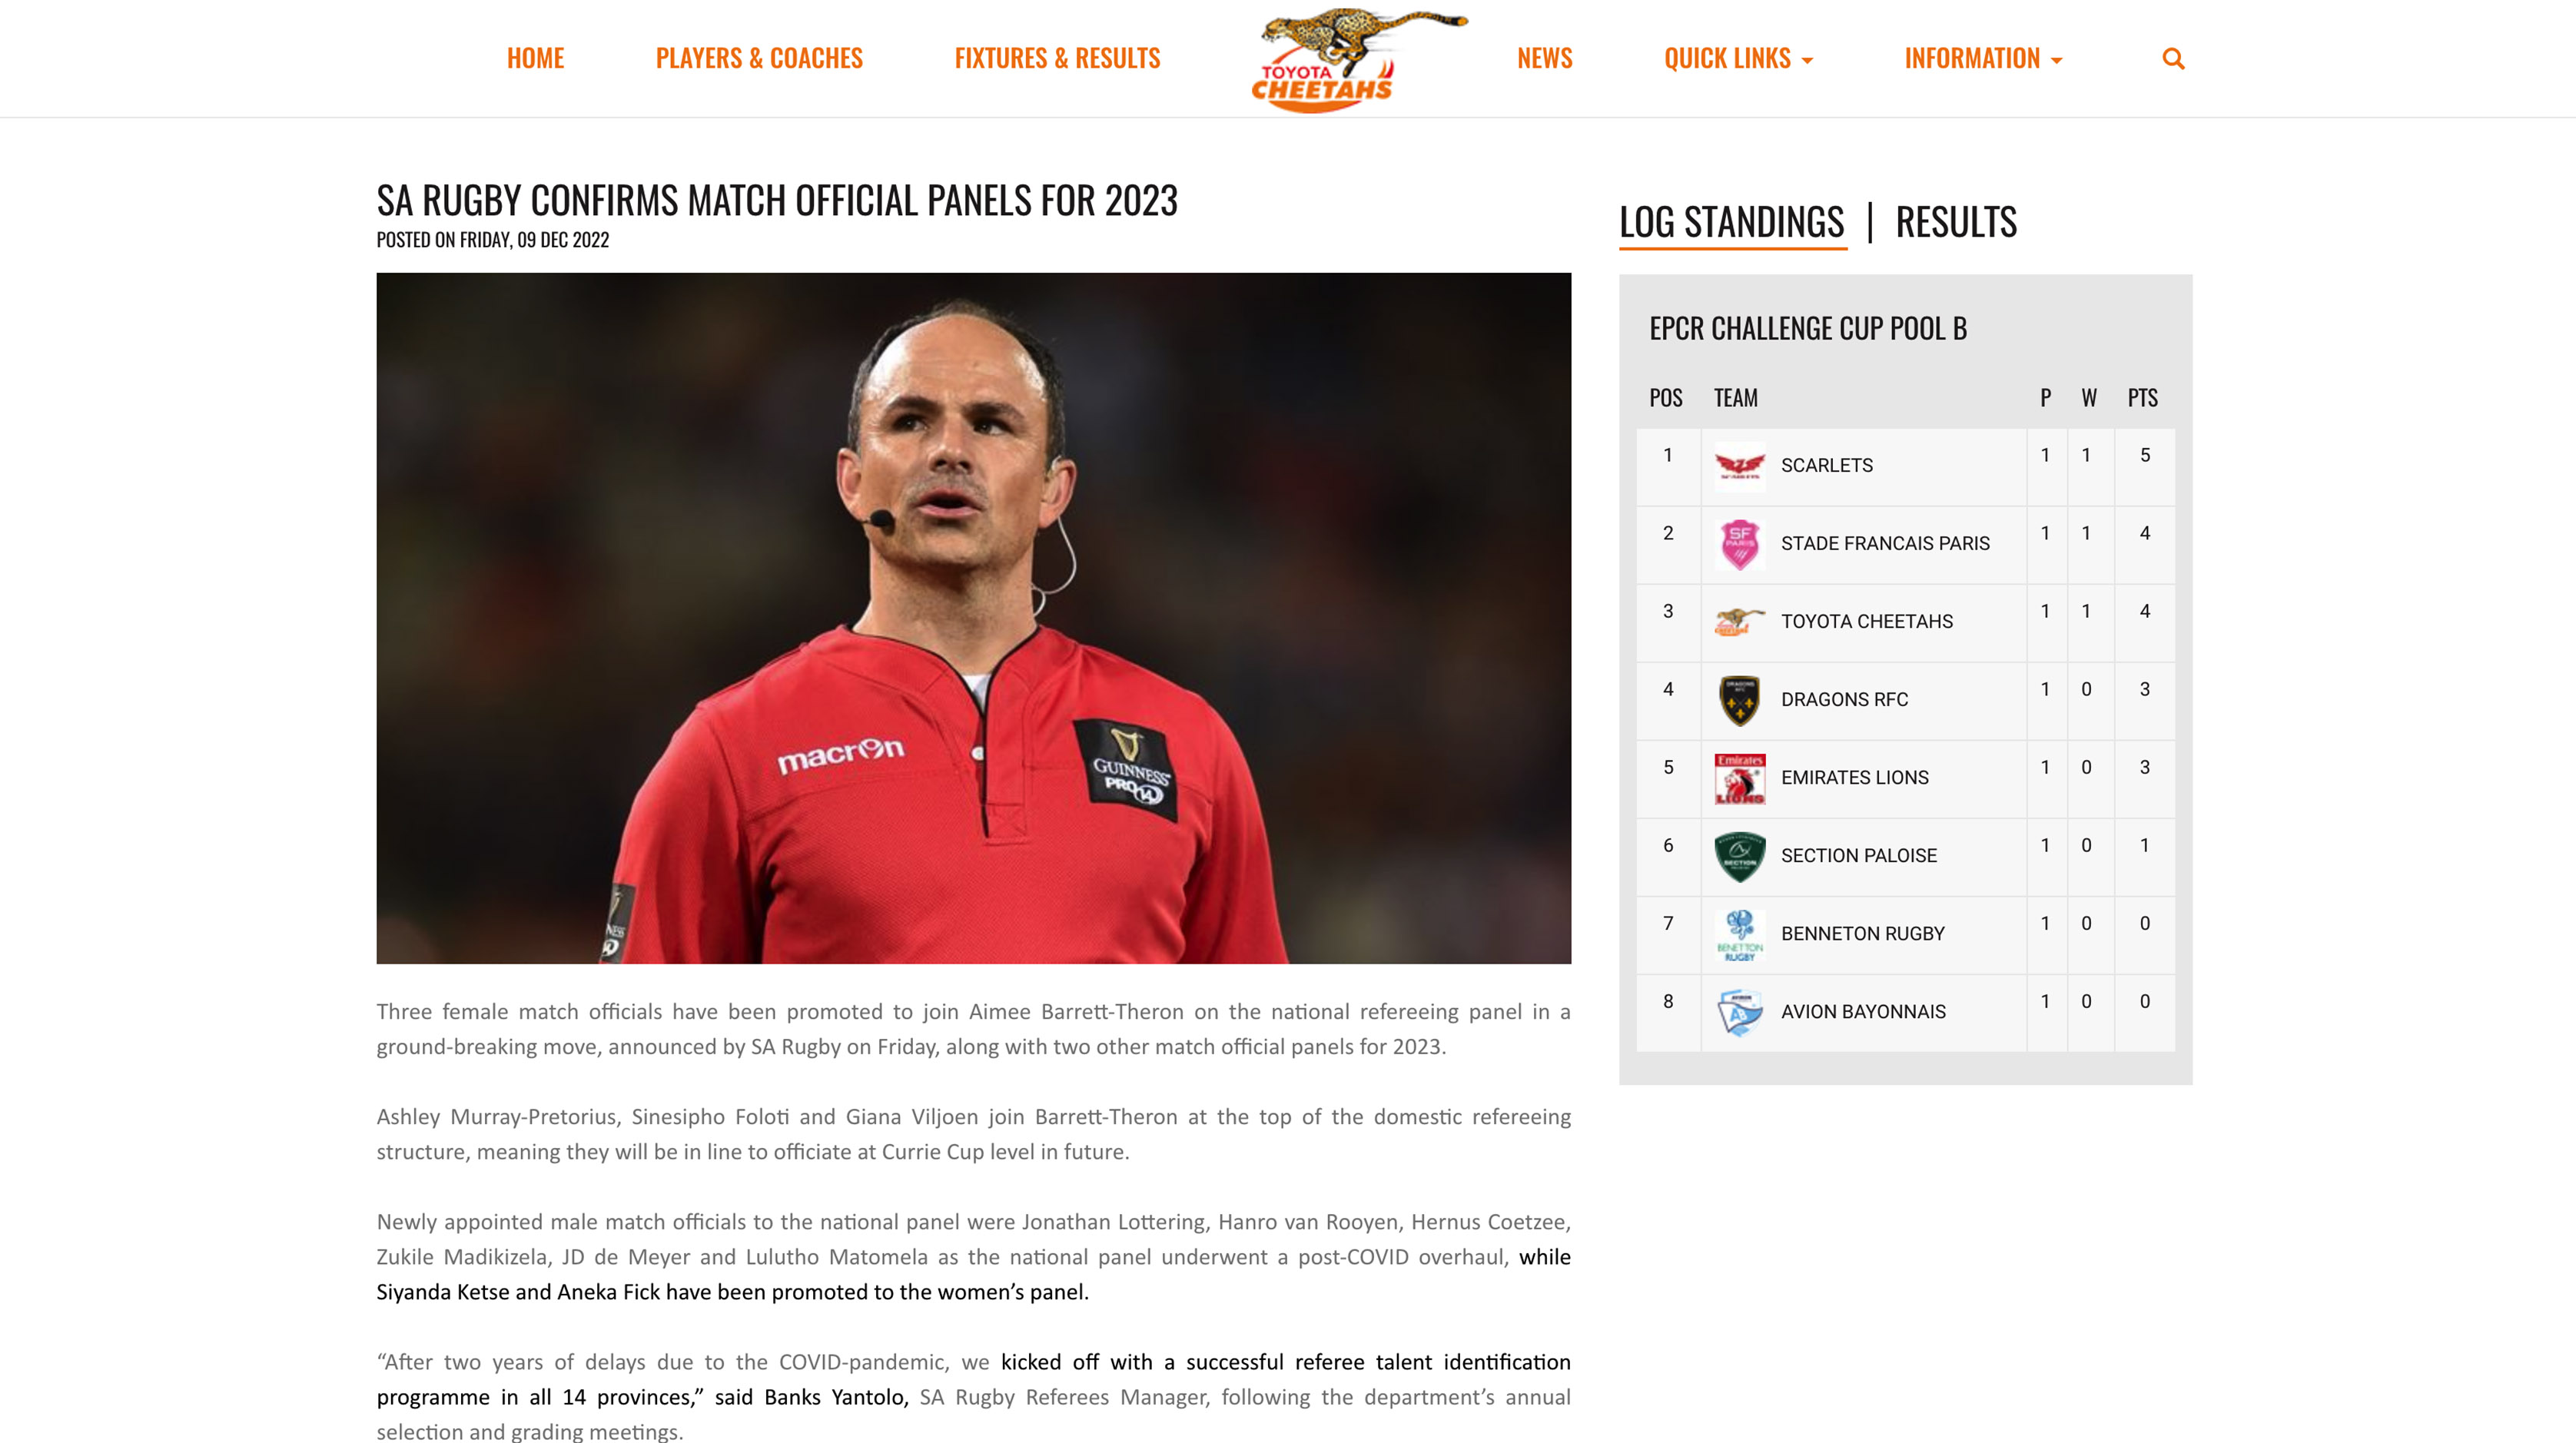 HOME PLAYERS & COACHES FIXTURES & RESULTS TOYOTA CHEETAHS NEWS QUICK LINKS INFORMATION
SA RUGBY CONFIRMS MATCH OFFICIAL PANELS FOR 2023
POSTED ON FRIDAY, 09 DEC 2022
macron
GUINNESS
PRO14
Three female match officials have been promoted to join Aimee Barrett-Theron on the national refereeing panel in a
ground-breaking move, announced by SA Rugby on Friday, along with two other match official panels for 2023.
Ashley Murray-Pretorius, Sinesipho Foloti and Giana Viljoen join Barrett-Theron at the top of the domestic refereeing
structure, meaning they will be in line to officiate at Currie Cup level in future.
Newly appointed male match officials to the national panel were Jonathan Lottering, Hanro van Rooyen, Hernus Coetzee,
Zukile Madikizela, JD de Meyer and Lulutho Matomela as the national panel underwent a post-COVID overhaul, while
Siyanda Ketse and Aneka Fick have been promoted to the women’s panel.
“After two years of delays due to the COVID-pandemic, we kicked off with a successful referee talent identification
programme in all 14 provinces,” said Banks Yantolo, SA Rugby Referees Manager, following the department’s annual
selection and grading meetings.
LOG STANDINGS | RESULTS
EPCR CHALLENGE CUP POOL B
POS TEAM P W PTS
1 SCARLETS SCARLETS 1 1 5
2 SF PARIS STADE FRANCAIS PARIS 1 1 4
3 CHEETAHS TOYOTA CHEETAHS 1 1 4
4 DRAGONS RFC DRAGONS RFC 1 0 3
5 Emirates LIONS EMIRATES LIONS 1 0 3
6 SECTION SECTION PALOISE 1 0 1
7 BENETTON RUGBY BENNETON RUGBY 1 0 0
8 AB AVION BAYONNAIS 1 0 0